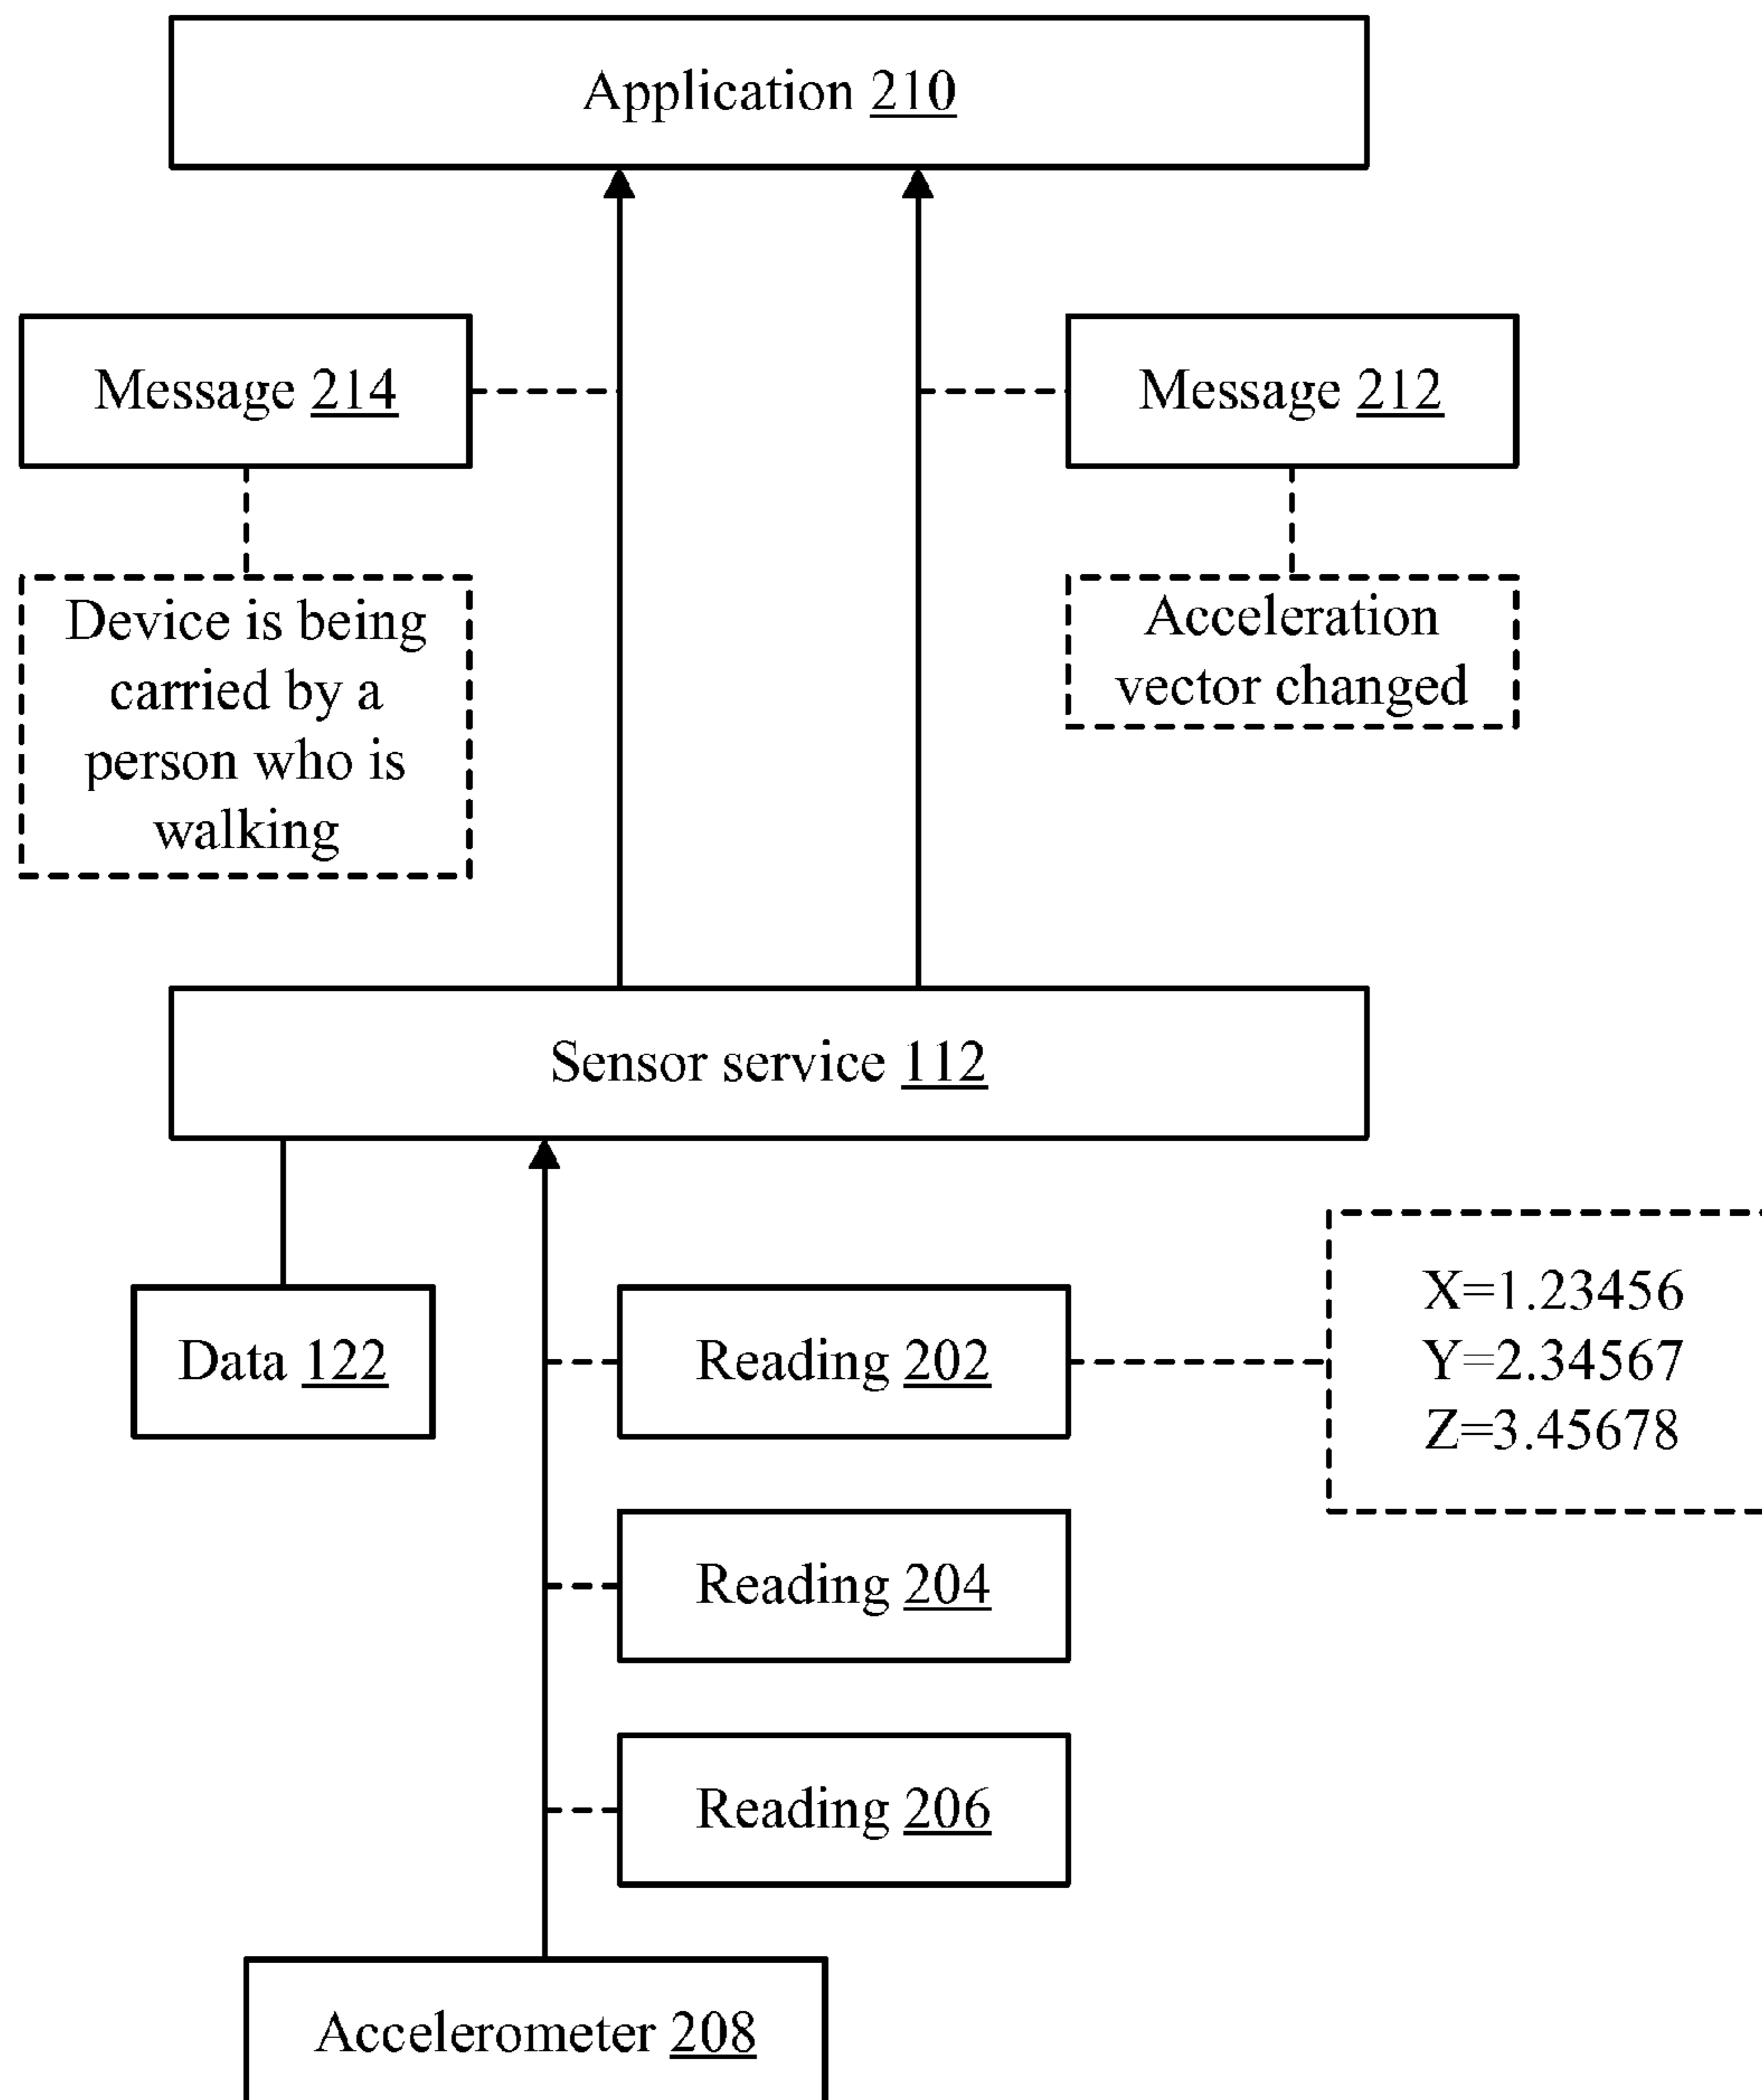 Application 210
Message 214
Message 212
Device is being
carried by a
person who is
walking
Acceleration
vector changed
Sensor service 112
Data 122
Reading 202
X=1.23456
Y=2.34567
Z=3.45678
Reading 204
Reading 206
Accelerometer 208